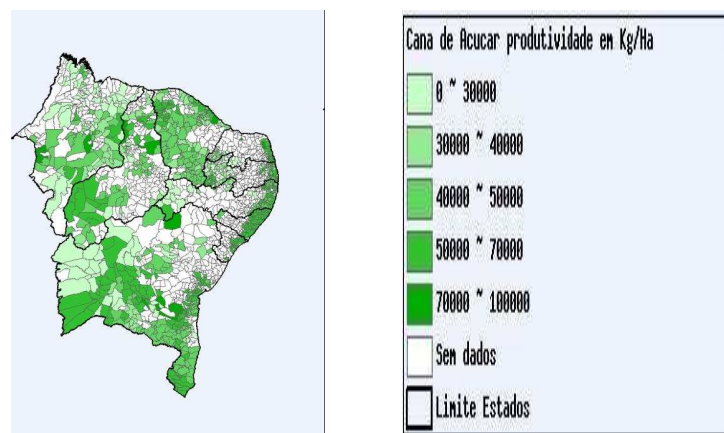 Cana de Acucar produtividade em Kg/Ha
0 ~ 30000
30000 ~ 40000
40000 ~ 50000
50000 ~ 70000
70000 ~ 100000
Sem dados
Limite Estados